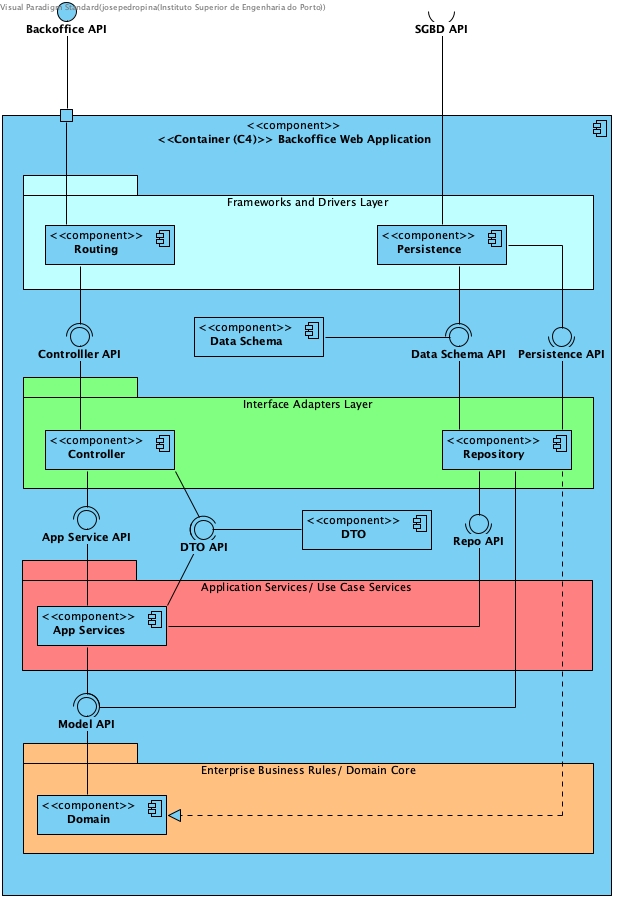 Visual Paradigm Standard(josepedropina(Instituto Superior de Engenharia do Porto))
Backoffice API
SGBD API
<<component>>
<<Container (C4)>> Backoffice Web Application
Frameworks and Drivers Layer
<<component>>
Routing
<<component>>
Persistence
<<component>>
Data Schema
Controlller API
Data Schema API
Persistence API
Interface Adapters Layer
<<component>>
Controller
<<component>>
Repository
App Service API
DTO API
<<component>>
DTO
Repo API
Application Services/ Use Case Services
<<component>>
App Services
Model API
Enterprise Business Rules/ Domain Core
<<component>>
Domain